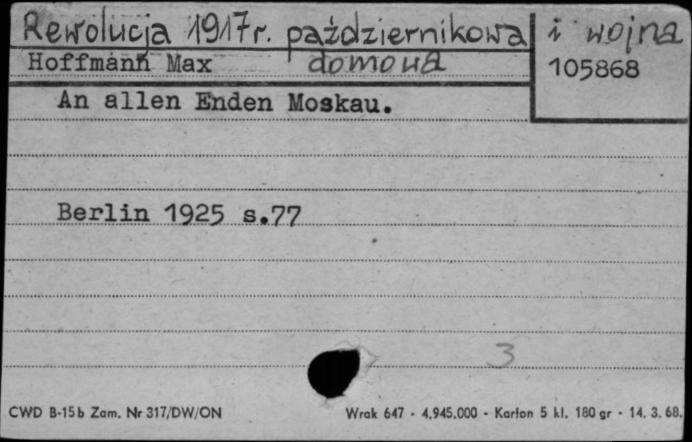 Rewolucja 1917r. październikowa i wojna
domowa
Hoffmann Max
105868
An allen Enden Moskau.
Berlin 1925 s.77
3
CWD B-15b Zam. Nr 317/DW/ON Wrak 647 - 4.945.000 - Karton 5 kl. 180 gr - 14. 3. 68.